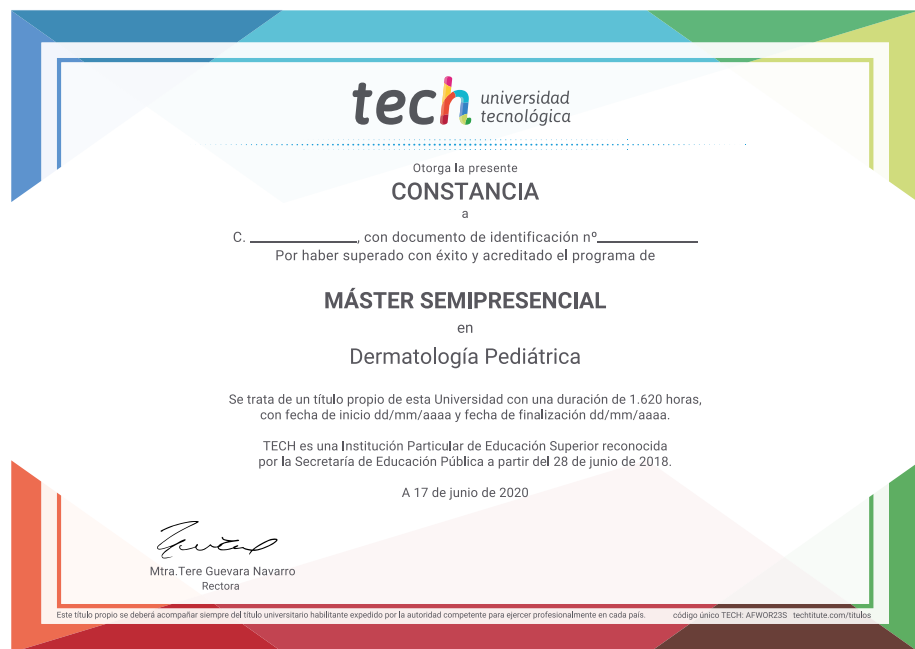 tech universidad
tecnológica
Otorga la presente
CONSTANCIA
a
C. ____________, con documento de identificación nº____________
Por haber superado con éxito y acreditado el programa de
MÁSTER SEMIPRESENCIAL
en
Dermatología Pediátrica
Se trata de un título propio de esta Universidad con una duración de 1.620 horas,
con fecha de inicio dd/mm/aaaa y fecha de finalización dd/mm/aaaa.
TECH es una Institución Particular de Educación Superior reconocida
por la Secretaría de Educación Pública a partir del 28 de junio de 2018.
A 17 de junio de 2020
Mtra.Tere Guevara Navarro
Rectora
Este título propio se deberá acompañar siempre del título universitario habilitante expedido por la autoridad competente para ejercer profesionalmente en cada país. código único TECH: AFWOR23S techtitute.com/titulos